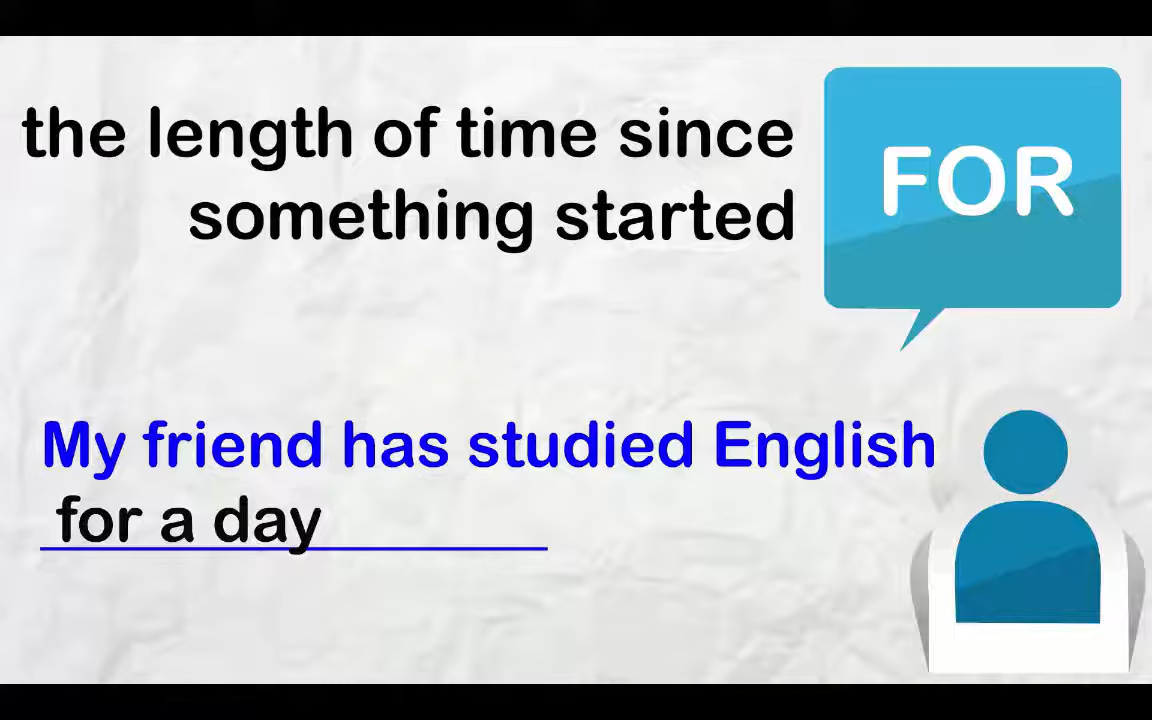 the length of time since
something started
FOR
My friend has studied English
for a day